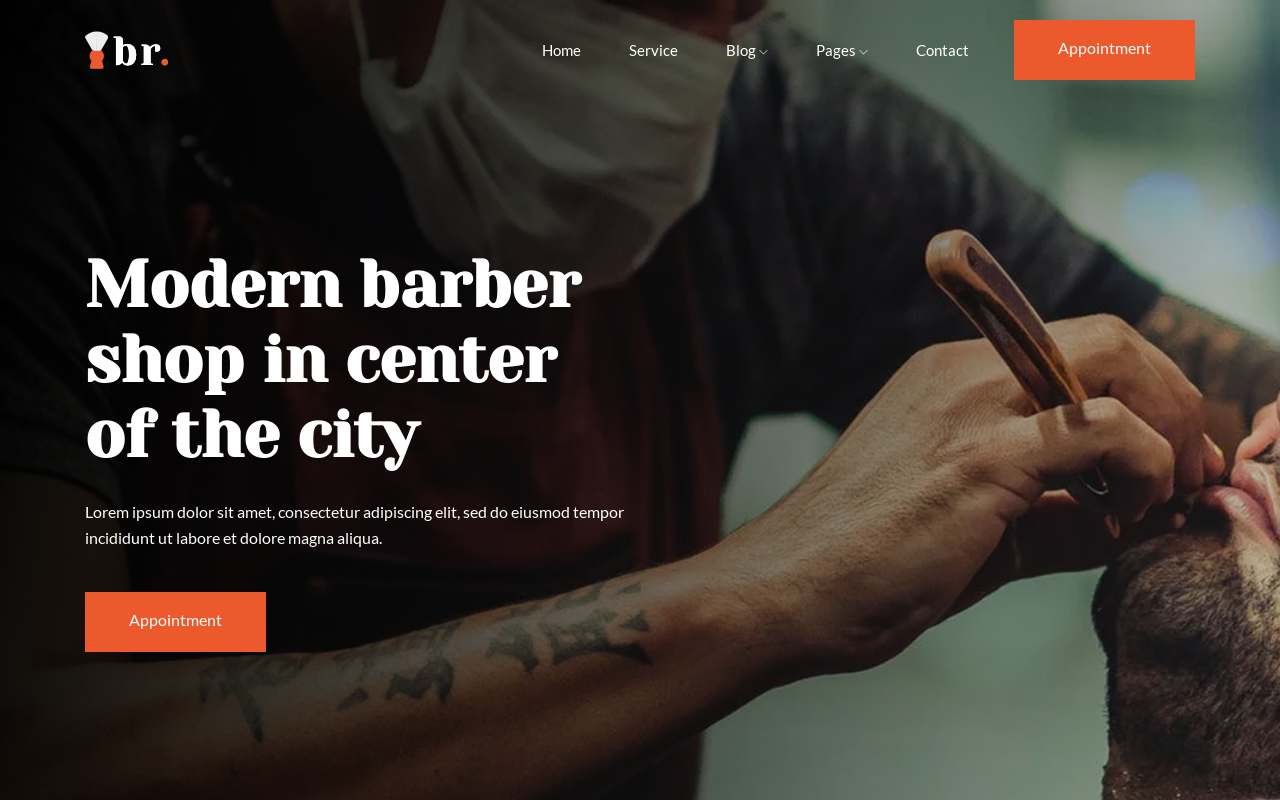 br.
Home
Service
Blog
Pages
Contact
Appointment
Modern barber
shop in center
of the city
Lorem ipsum dolor sit amet, consectetur adipiscing elit, sed do eiusmod tempor
incididunt ut labore et dolore magna aliqua.
Appointment